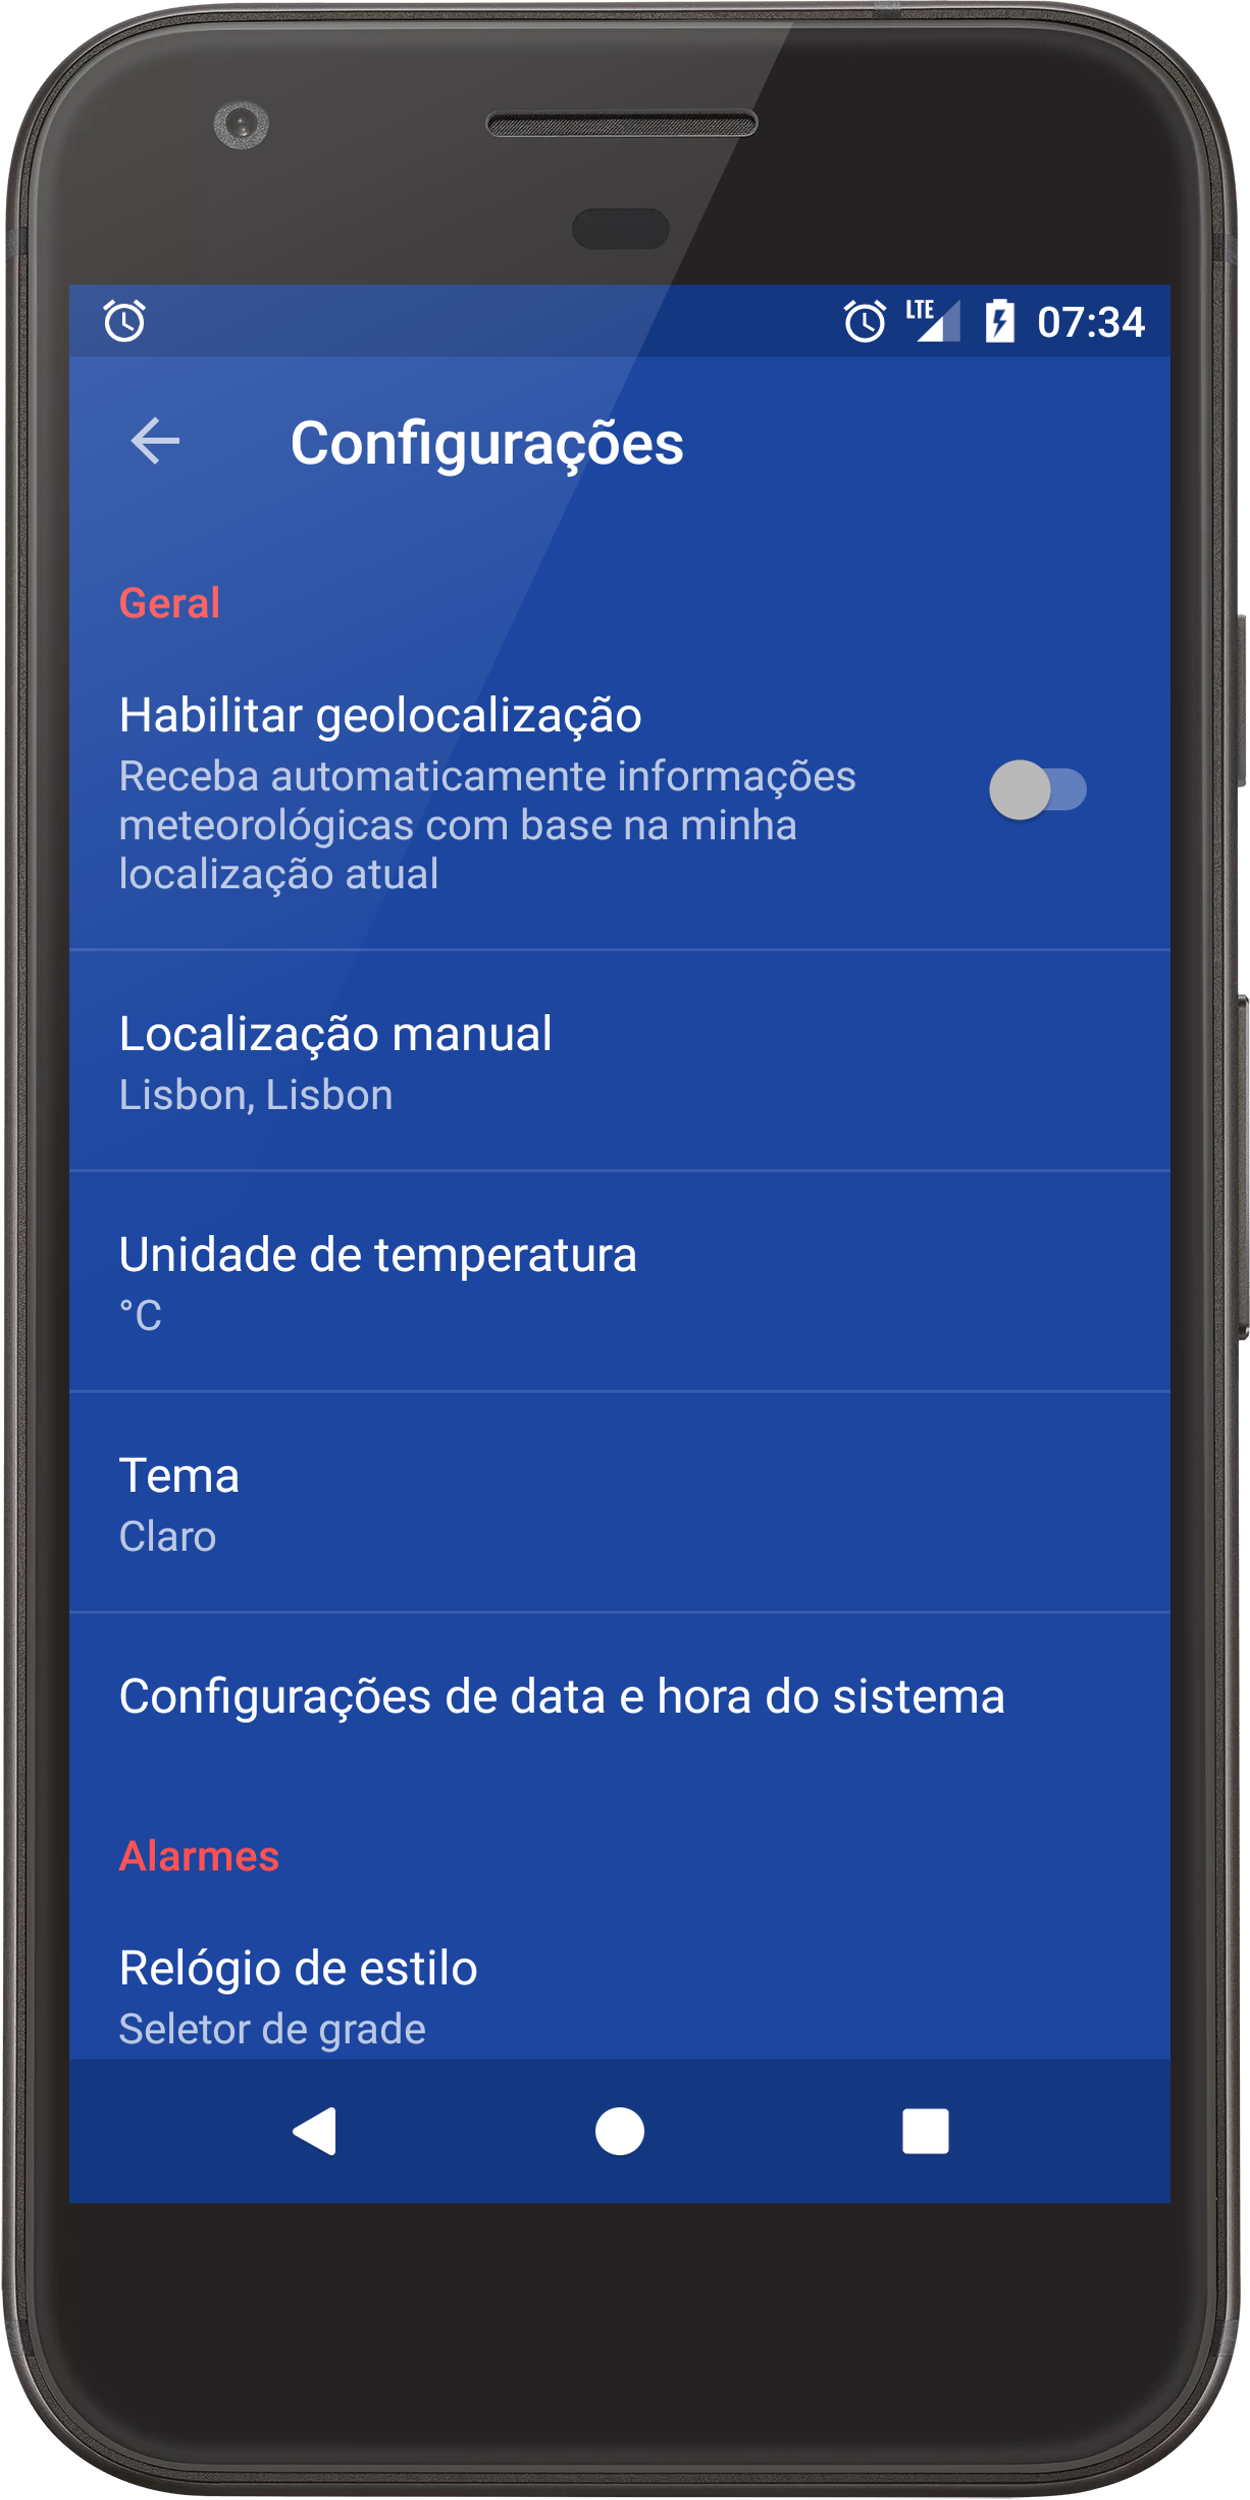 LTE 07:34
Configurações
Geral
Habilitar geolocalização
Receba automaticamente informações
meteorológicas com base na minha
localização atual
Localização manual
Lisbon, Lisbon
Unidade de temperatura
°C
Tema
Claro
Configurações de data e hora do sistema
Alarmes
Relógio de estilo
Seletor de grade